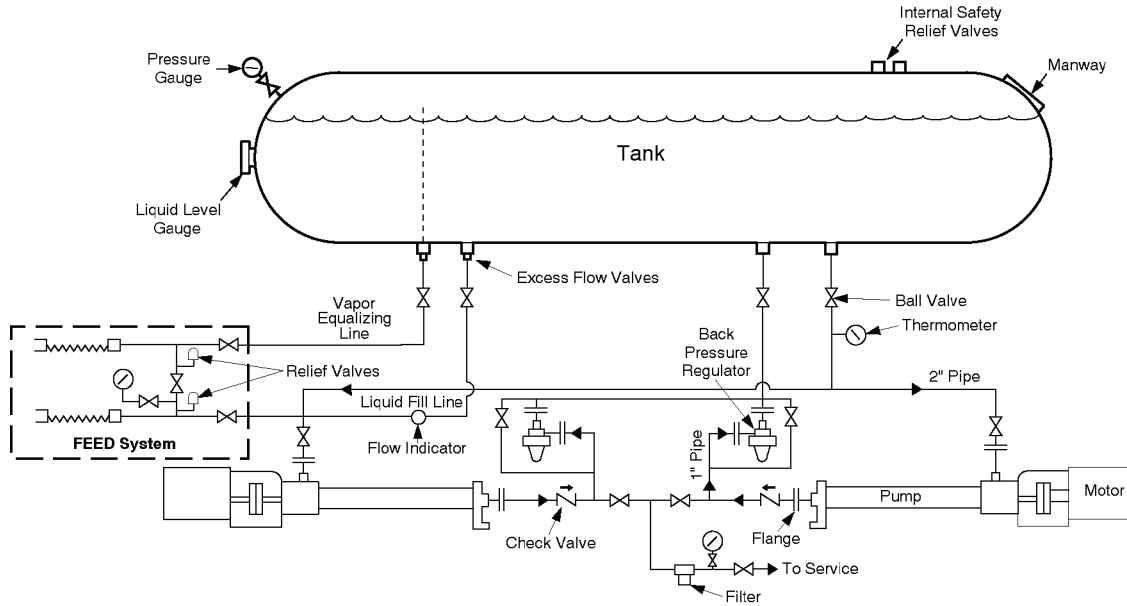 Internal Safety
Relief Valves
Pressure
Gauge
Manway
Tank
Liquid Level
Gauge
Excess Flow Valves
Ball Valve
Vapor
Equalizing
Line
Thermometer
Back
Pressure
Regulator
Relief Valves
2" Pipe
Liquid Fill Line
FEED System
Flow Indicator
1" Pipe
Pump
Motor
Check Valve
Flange
To Service
Filter